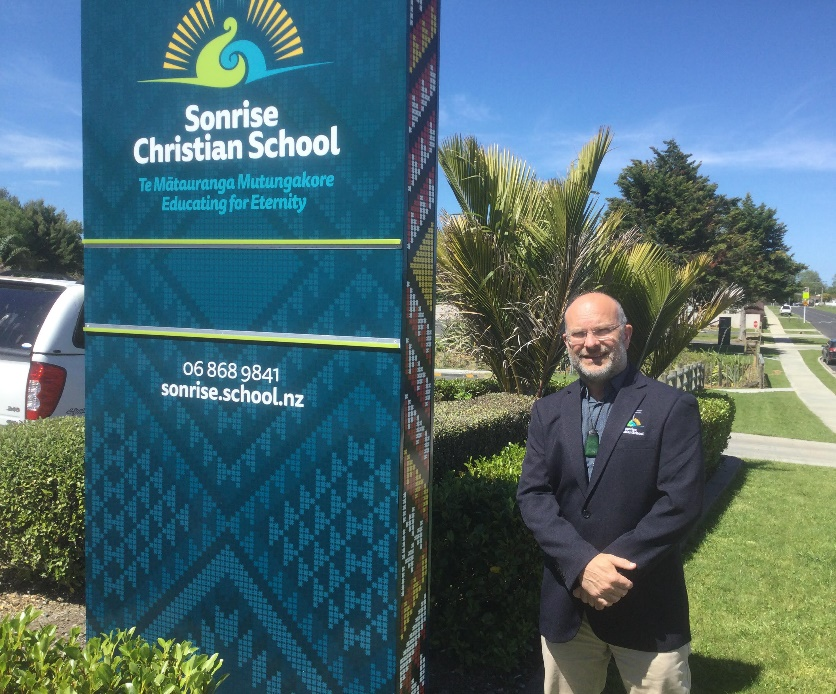 Sonrise
Christian School
Te Mātauranga Mutungakore
Educating for Eternity
06 868 9841
sonrise.school.nz